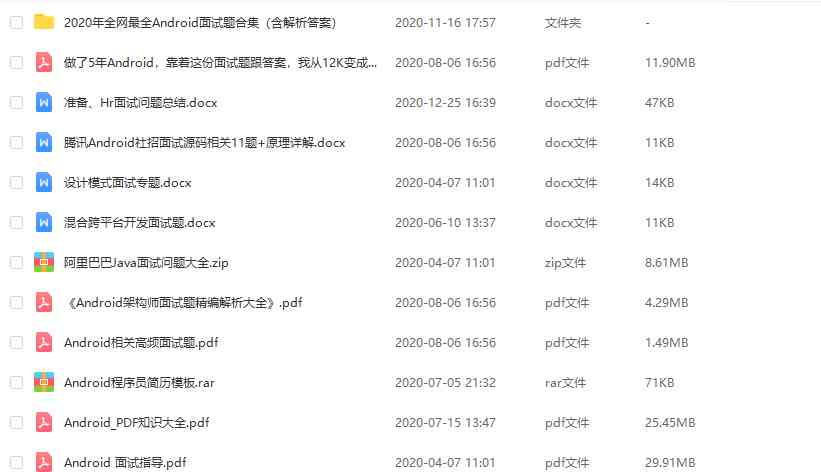 2020年全网最全Android面试题合集（含解析答案） 2020-11-16 17:57 文件夹 -
做了5年Android，靠着这份面试题跟答案，我从12K变成... 2020-08-06 16:56 pdf文件 11.90MB
准备、Hr面试问题总结.docx 2020-12-25 16:39 docx文件 47KB
腾讯Android社招面试源码相关11题+原理详解.docx 2020-08-06 16:56 docx文件 11KB
设计模式面试专题.docx 2020-04-07 11:01 docx文件 14KB
混合跨平台开发面试题.docx 2020-06-10 13:37 docx文件 11KB
阿里巴巴Java面试问题大全.zip 2020-04-07 11:01 zip文件 8.61MB
《Android架构师面试题精编解析大全》.pdf 2020-08-06 16:56 pdf文件 4.29MB
Android相关高频面试题.pdf 2020-08-06 16:56 pdf文件 1.49MB
Android程序员简历模板.rar 2020-07-05 21:32 rar文件 71KB
Android_PDF知识大全.pdf 2020-07-15 13:47 pdf文件 25.45MB
Android 面试指导.pdf 2020-04-07 11:01 pdf文件 29.91MB